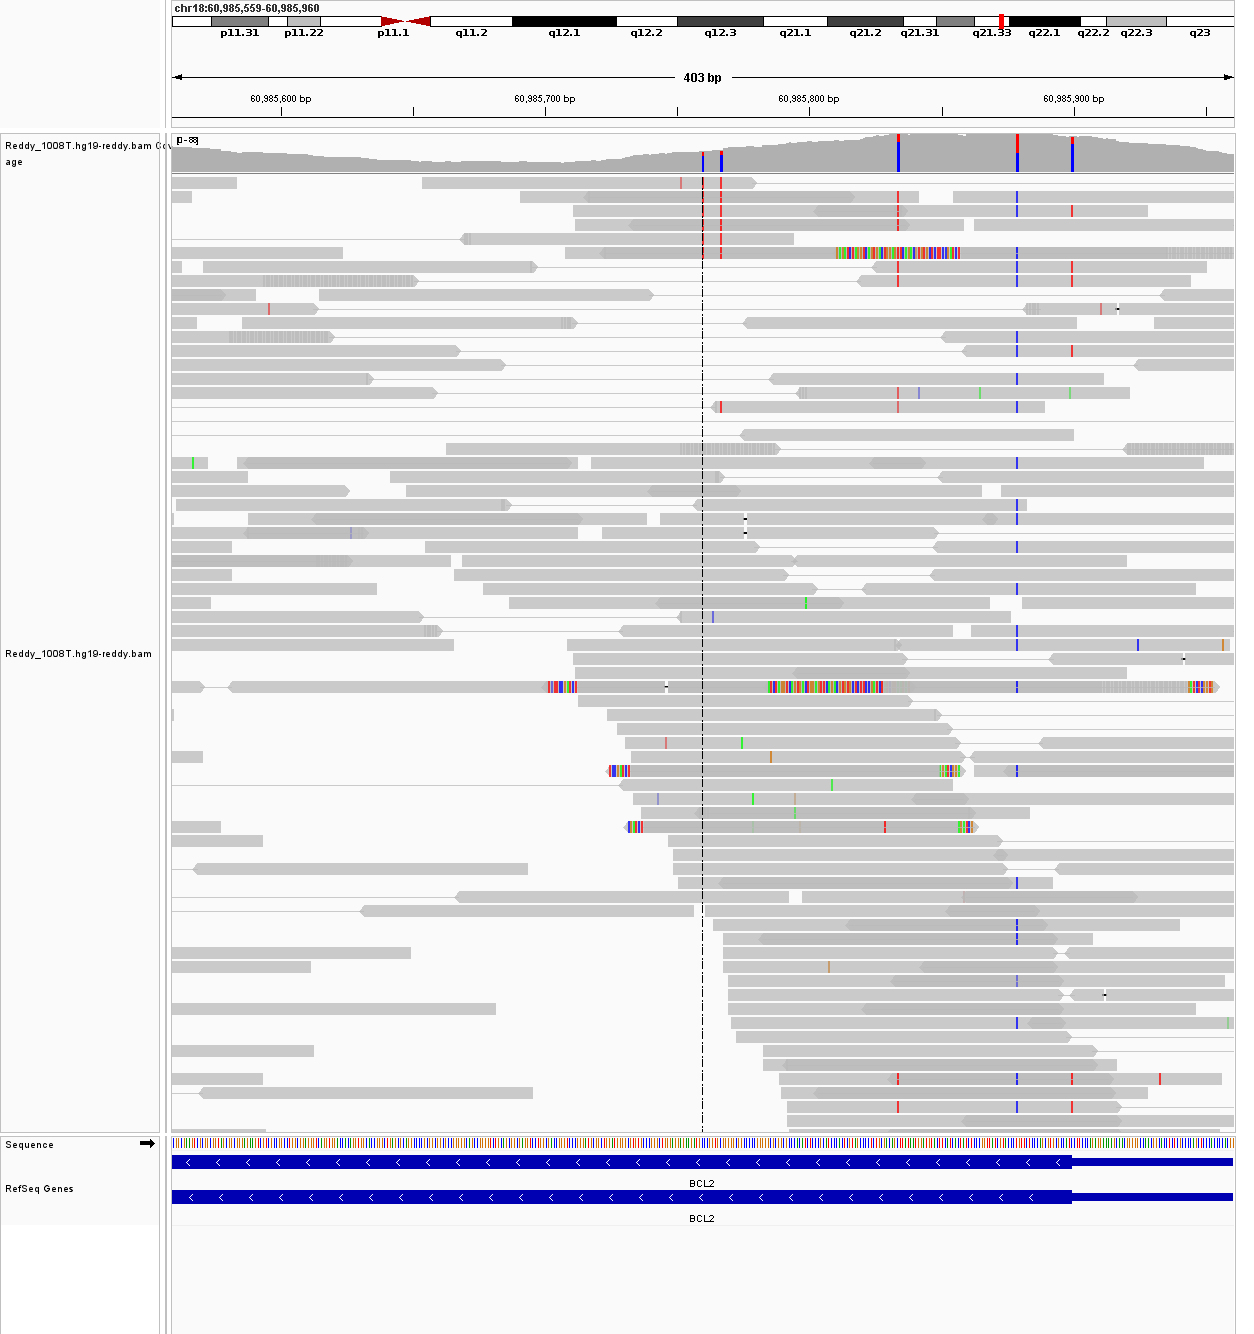 chr18:60,985,559-60,985,960
p11.31 p11.22 p11.1 q11.2 q12.1 q12.2 q12.3 q21.1 q21.2 q21.31 q21.33 q22.1 q22.2 q22.3 q23
403 bp
60,985,600 bp 60,985,700 bp 60,985,800 bp 60,985,900 bp
Reddy_1008T.hg19-reddy.bam
age
Reddy_1008T.hg19-reddy.bam
Sequence
BCL2
RefSeq Genes
BCL2